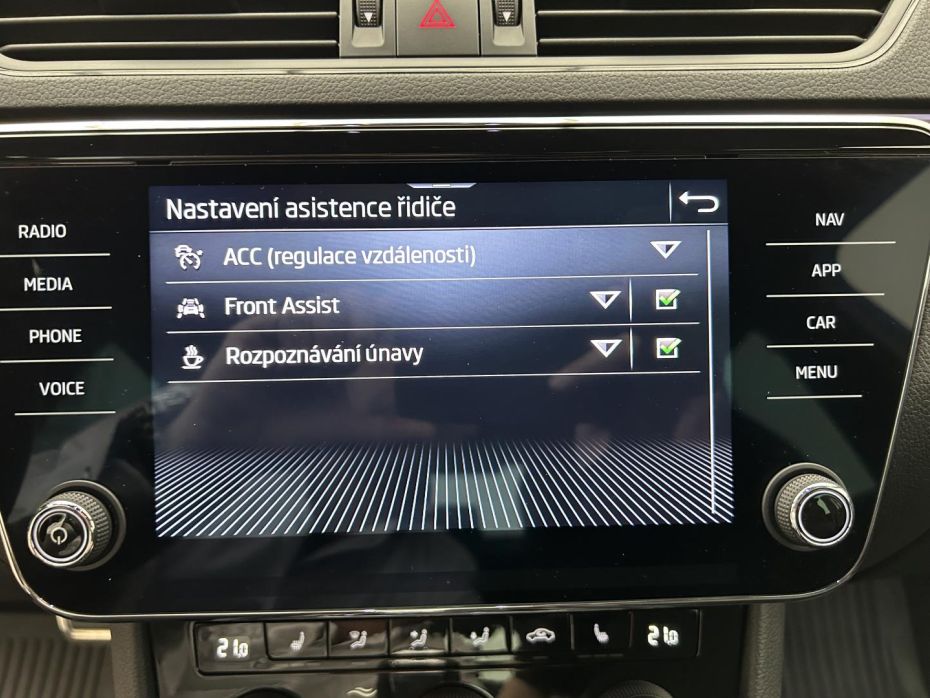 Nastavení asistence řidiče
RADIO
MEDIA
PHONE
VOICE
ACC (regulace vzdálenosti)
Front Assist
Rozpoznávání únavy
NAV
APP
CAR
MENU
21.0
21.0